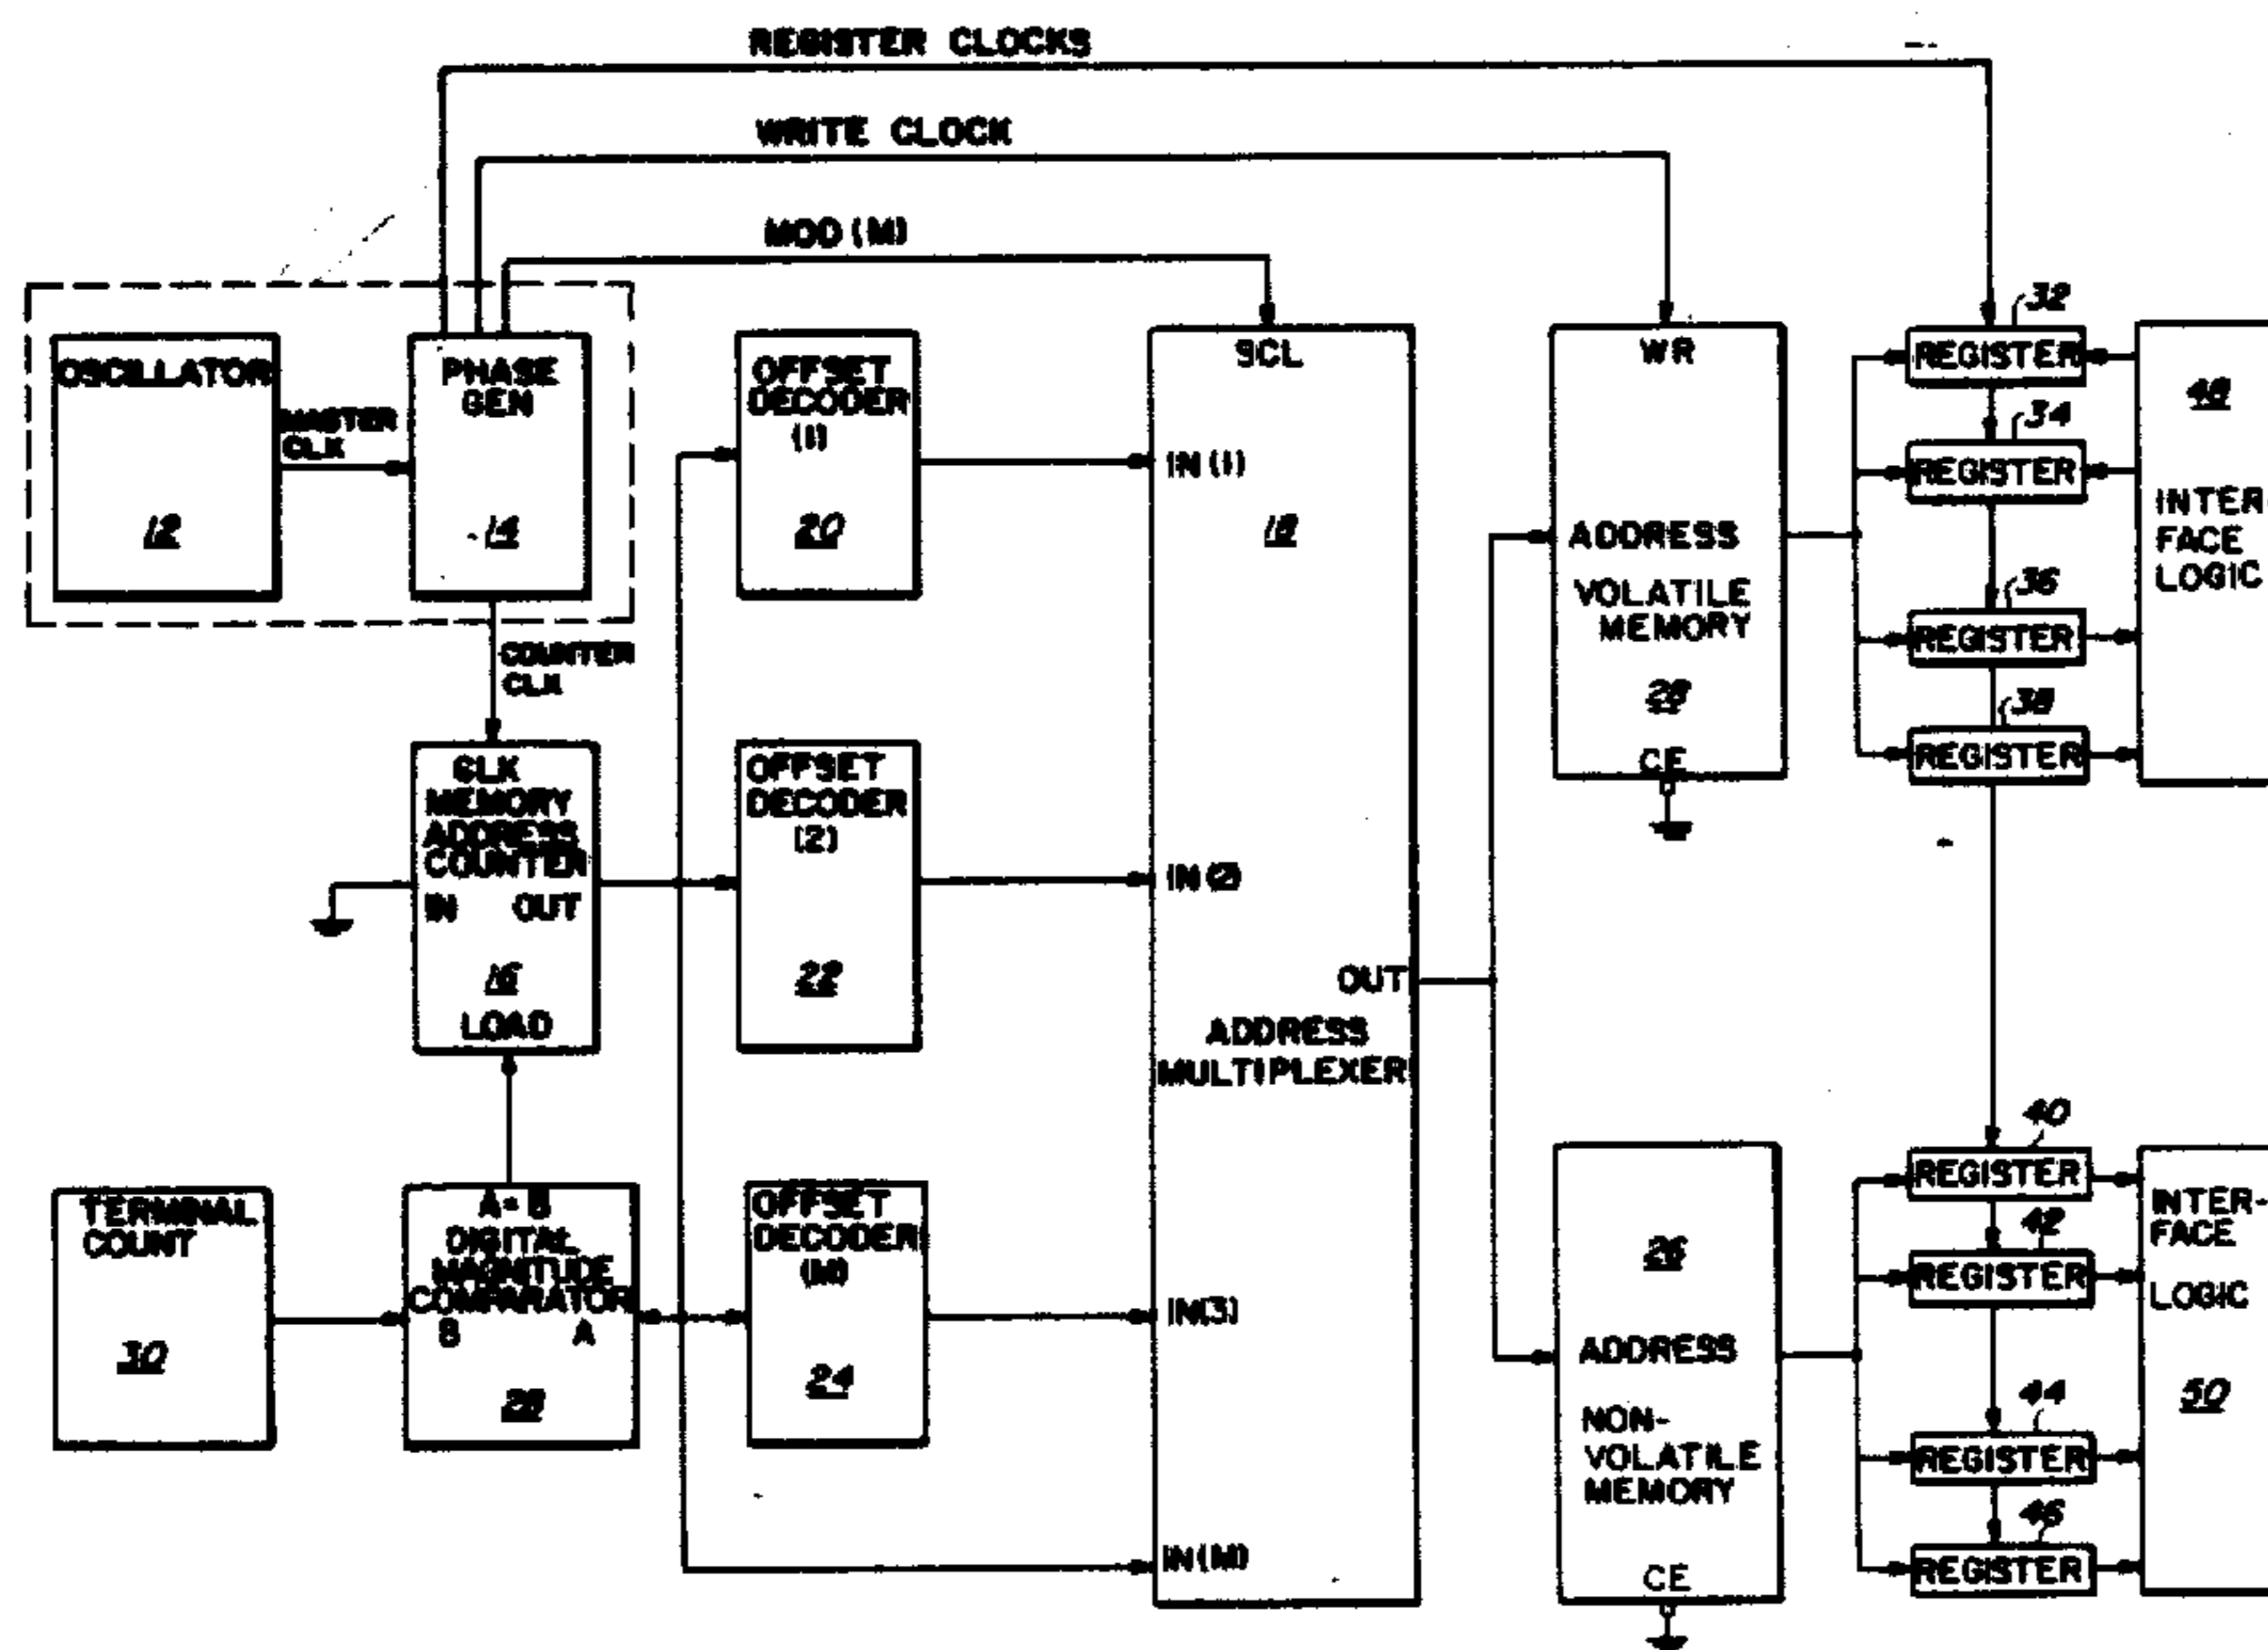 REGISTER CLOCKS
WRITE CLOCK
MOD (M)
OSCILLATOR
12
MASTER
CLK
PHASE
GEN
14
COUNTER
CLK
OFFSET
DECODER
(1)
20
SCL
IN (1)
18
IN (2)
OUT
ADDRESS
MULTIPLEXER
IN(3)
IN(M)
CLK
MEMORY
ADDRESS
COUNTER
IN OUT
16
LOAD
OFFSET
DECODER
(2)
22
TERMINAL
COUNT
30
A=B
DIGITAL
MAGNITUDE
COMPARATOR
B A
OFFSET
DECODER
24
WR
ADDRESS
VOLATILE
MEMORY
28
CE
32
REGISTER
34
REGISTER
36
REGISTER
38
REGISTER
48
INTER
FACE
LOGIC
26
ADDRESS
NON-
VOLATILE
MEMORY
CE
40
REGISTER
42
REGISTER
44
REGISTER
46
REGISTER
INTER-
FACE
LOGIC
50